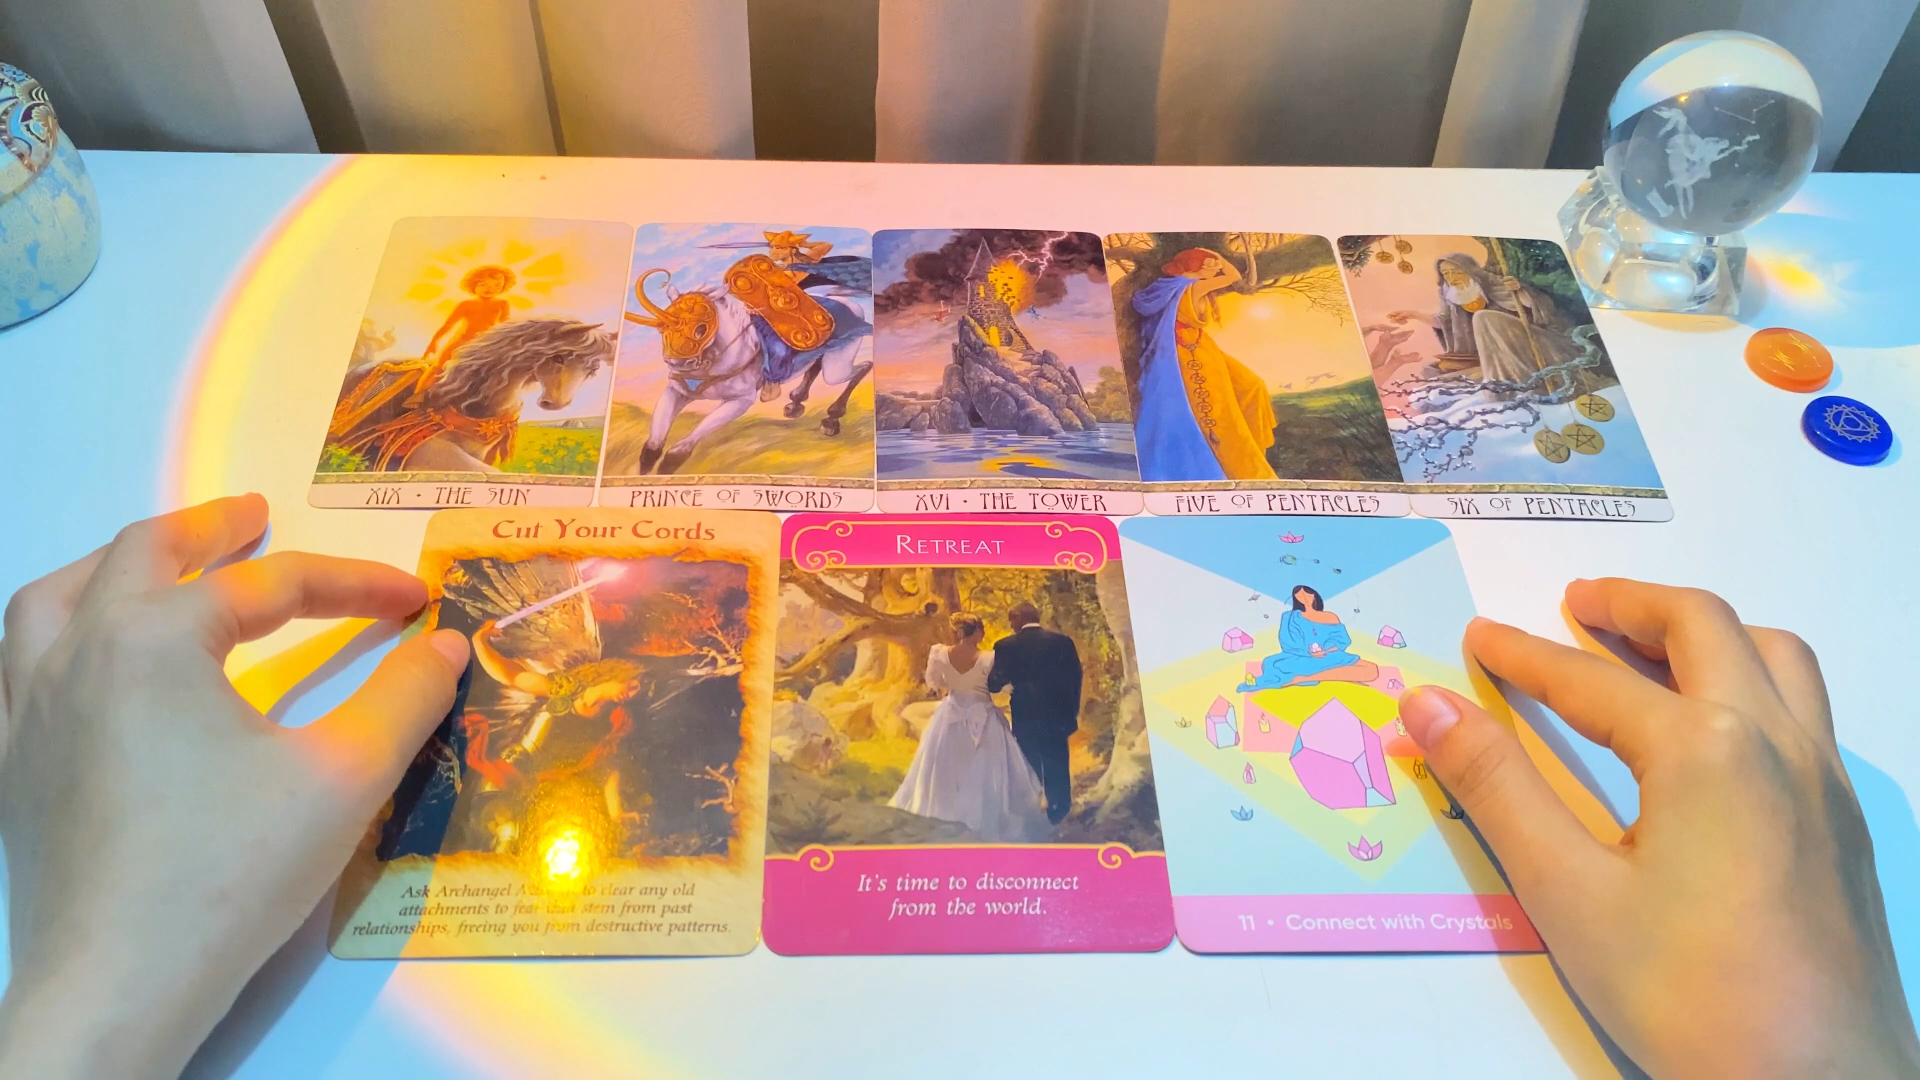 XIX • THE SUN
PRINCE OF SWORDS
XVI • THE TOWER
FIVE OF PENTACLES
SIX OF PENTACLES
Cut Your Cords
Ask Archangel to clear any old
attachments to fear that stem from past
relationships, freeing you from destructive patterns.
RETREAT
It's time to disconnect
from the world.
11 • Connect with Crystals